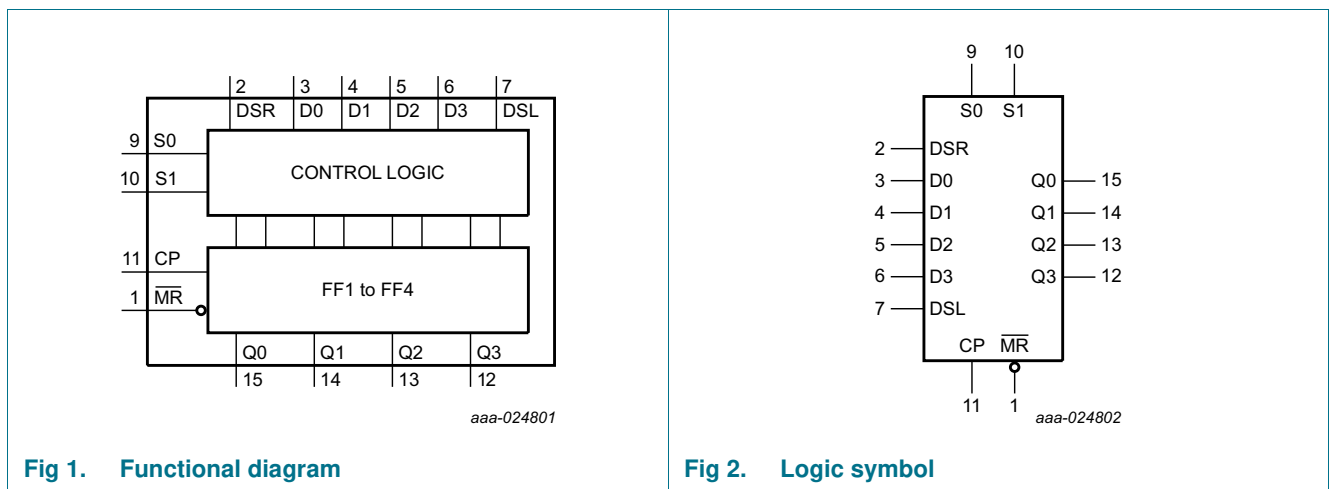 2 3 4 5 6 7
DSR D0 D1 D2 D3 DSL
9 S0
CONTROL LOGIC
10 S1
11 CP
FF1 to FF4
1 M̅R̅
Q0 Q1 Q2 Q3
15 14 13 12
aaa-024801
Fig 1. Functional diagram
9 10
S0 S1
2 DSR
3 D0 Q0 15
4 D1 Q1 14
5 D2 Q2 13
6 D3 Q3 12
7 DSL
CP M̅R̅
11 1
aaa-024802
Fig 2. Logic symbol